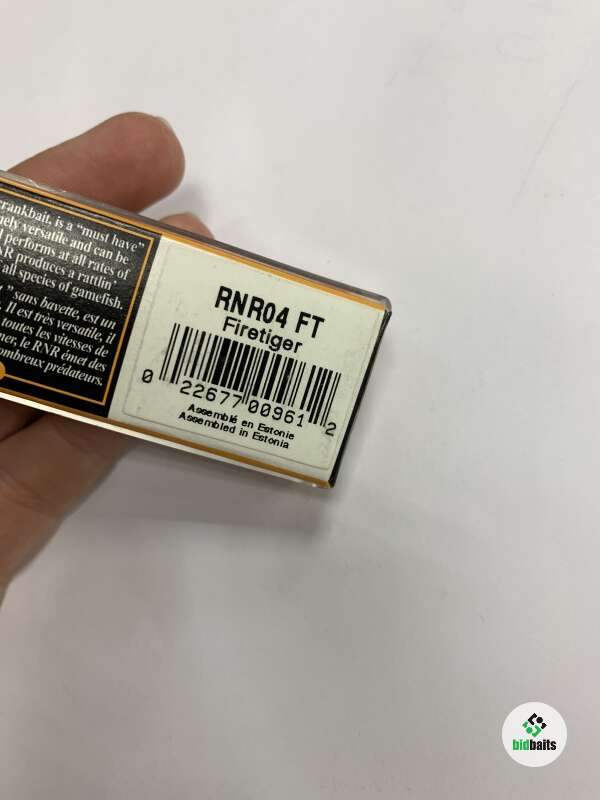 crankbait, is a "must have"
versatile and can be
performs at all rates of
NR produces a rattlin'
all species of gamefish.
" sans bavette, est un
Il est très versatile, il
toutes les vitesses de
mer, le RNR émet des
nombreux prédateurs.
RNR04 FT
Firetiger
0 22677 00961 2
Assemblé en Estonie
Assembled in Estonia
bidbaits